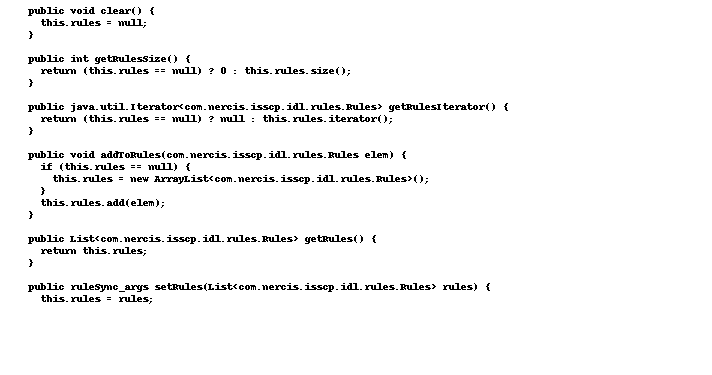 public void clear() {
  this.rules = null;
}

public int getRulesSize() {
  return (this.rules == null) ? 0 : this.rules.size();
}

public java.util.Iterator<com.nercis.isscp.idl.rules.Rules> getRulesIterator() {
  return (this.rules == null) ? null : this.rules.iterator();
}

public void addToRules(com.nercis.isscp.idl.rules.Rules elem) {
  if (this.rules == null) {
    this.rules = new ArrayList<com.nercis.isscp.idl.rules.Rules>();
  }
  this.rules.add(elem);
}

public List<com.nercis.isscp.idl.rules.Rules> getRules() {
  return this.rules;
}

public ruleSync_args setRules(List<com.nercis.isscp.idl.rules.Rules> rules) {
  this.rules = rules;